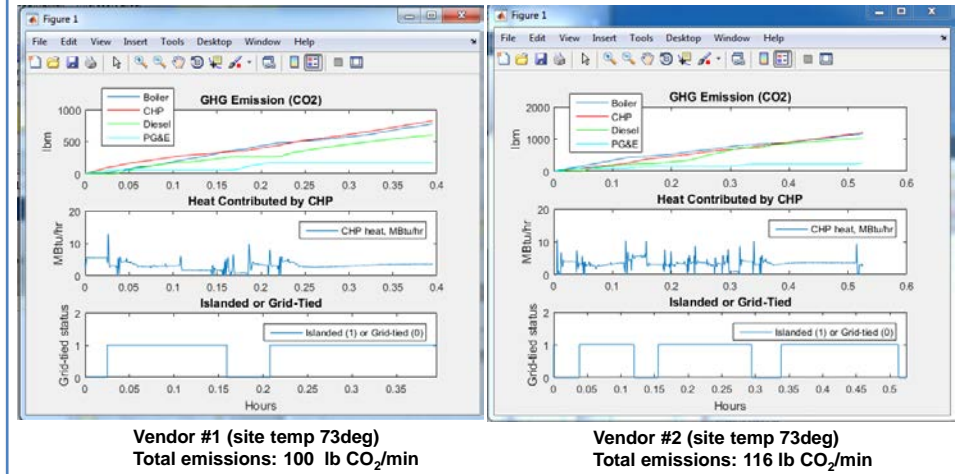 Figure 1
File Edit View Insert Tools Desktop Window Help
GHG Emission (CO2)
Boiler
CHP
Diesel
PG&E
lbm
1000
500
0
0 0.05 0.1 0.15 0.2 0.25 0.3 0.35 0.4
Heat Contributed by CHP
CHP heat, MBtu/hr
MBtu/hr
20
10
0
0 0.05 0.1 0.15 0.2 0.25 0.3 0.35 0.4
Islanded or Grid-Tied
Islanded (1) or Grid-tied (0)
Grid-tied status
2
1
0
0 0.05 0.1 0.15 0.2 0.25 0.3 0.35
Hours
Vendor #1 (site temp 73deg)
Total emissions: 100 lb CO2/min
Figure 1
File Edit View Insert Tools Desktop Window Help
GHG Emission (CO2)
Boiler
CHP
Diesel
PG&E
lbm
2000
1000
0
0 0.1 0.2 0.3 0.4 0.5 0.6
Heat Contributed by CHP
CHP heat, MBtu/hr
MBtu/hr
20
10
0
0 0.1 0.2 0.3 0.4 0.5 0.6
Islanded or Grid-Tied
Islanded (1) or Grid-tied (0)
Grid-tied status
2
1
0
0 0.05 0.1 0.15 0.2 0.25 0.3 0.35 0.4 0.45 0.5
Hours
Vendor #2 (site temp 73deg)
Total emissions: 116 lb CO2/min